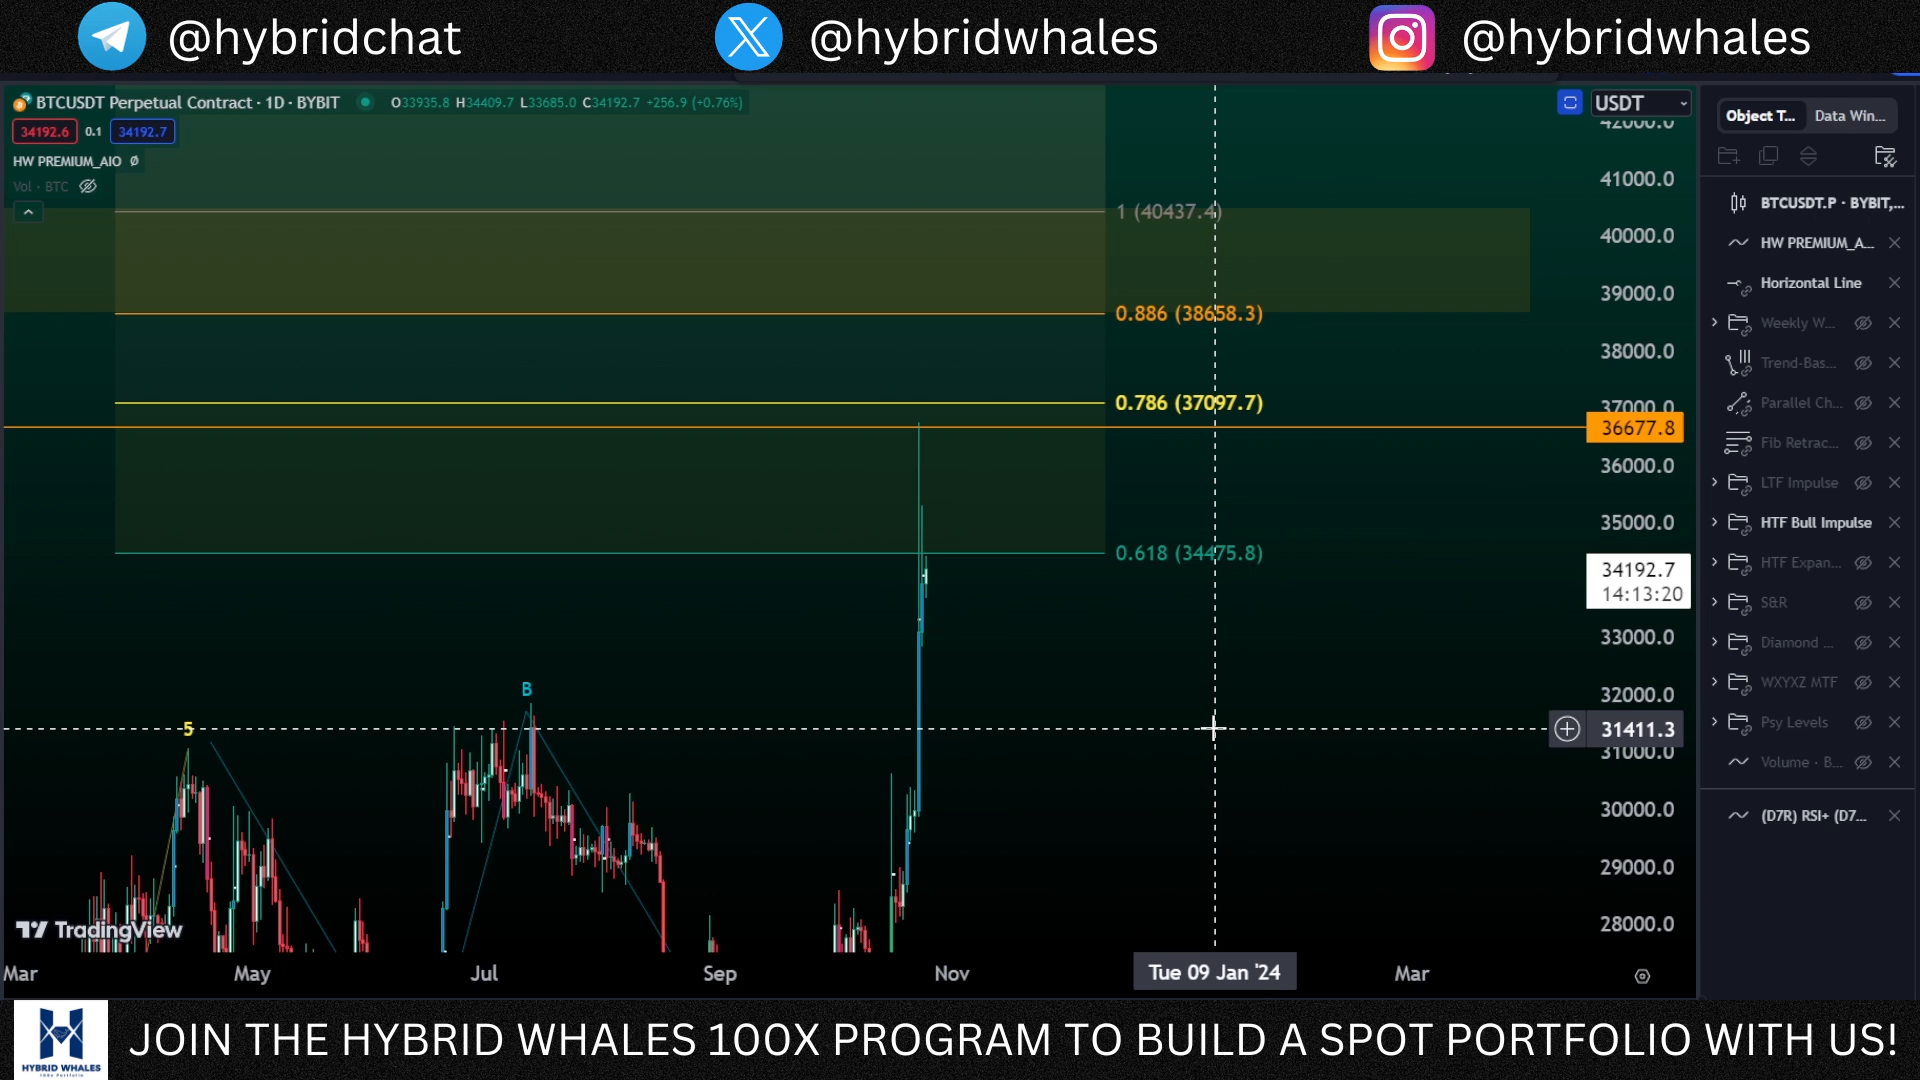 @hybridchat
@hybridwhales
@hybridwhales
BTCUSDT Perpetual Contract · 1D · BYBIT O33935.8 H34409.7 L33685.0 C34192.7 +256.9 (+0.76%)
34192.6 0.1 34192.7
HW PREMIUM_AIO
Vol · BTC
USDT
42000.0
41000.0
40000.0
39000.0
38000.0
37000.0
36677.8
36000.0
35000.0
34192.7
14:13:20
33000.0
32000.0
31411.3
31000.0
30000.0
29000.0
28000.0
1 (40437.4)
0.886 (38658.3)
0.786 (37097.7)
0.618 (34475.8)
5
B
TradingView
Mar May Jul Sep Nov Tue 09 Jan '24 Mar
Object T... Data Win...
BTCUSDT.P · BYBIT,...
HW PREMIUM_A...
Horizontal Line
Weekly W...
Trend-Bas...
Parallel Ch...
Fib Retrac...
LTF Impulse
HTF Bull Impulse
HTF Expan...
S&R
Diamond ...
WXYXZ MTF
Psy Levels
Volume · B...
(D7R) RSI+ (D7...
HYBRID WHALES
JOIN THE HYBRID WHALES 100X PROGRAM TO BUILD A SPOT PORTFOLIO WITH US!